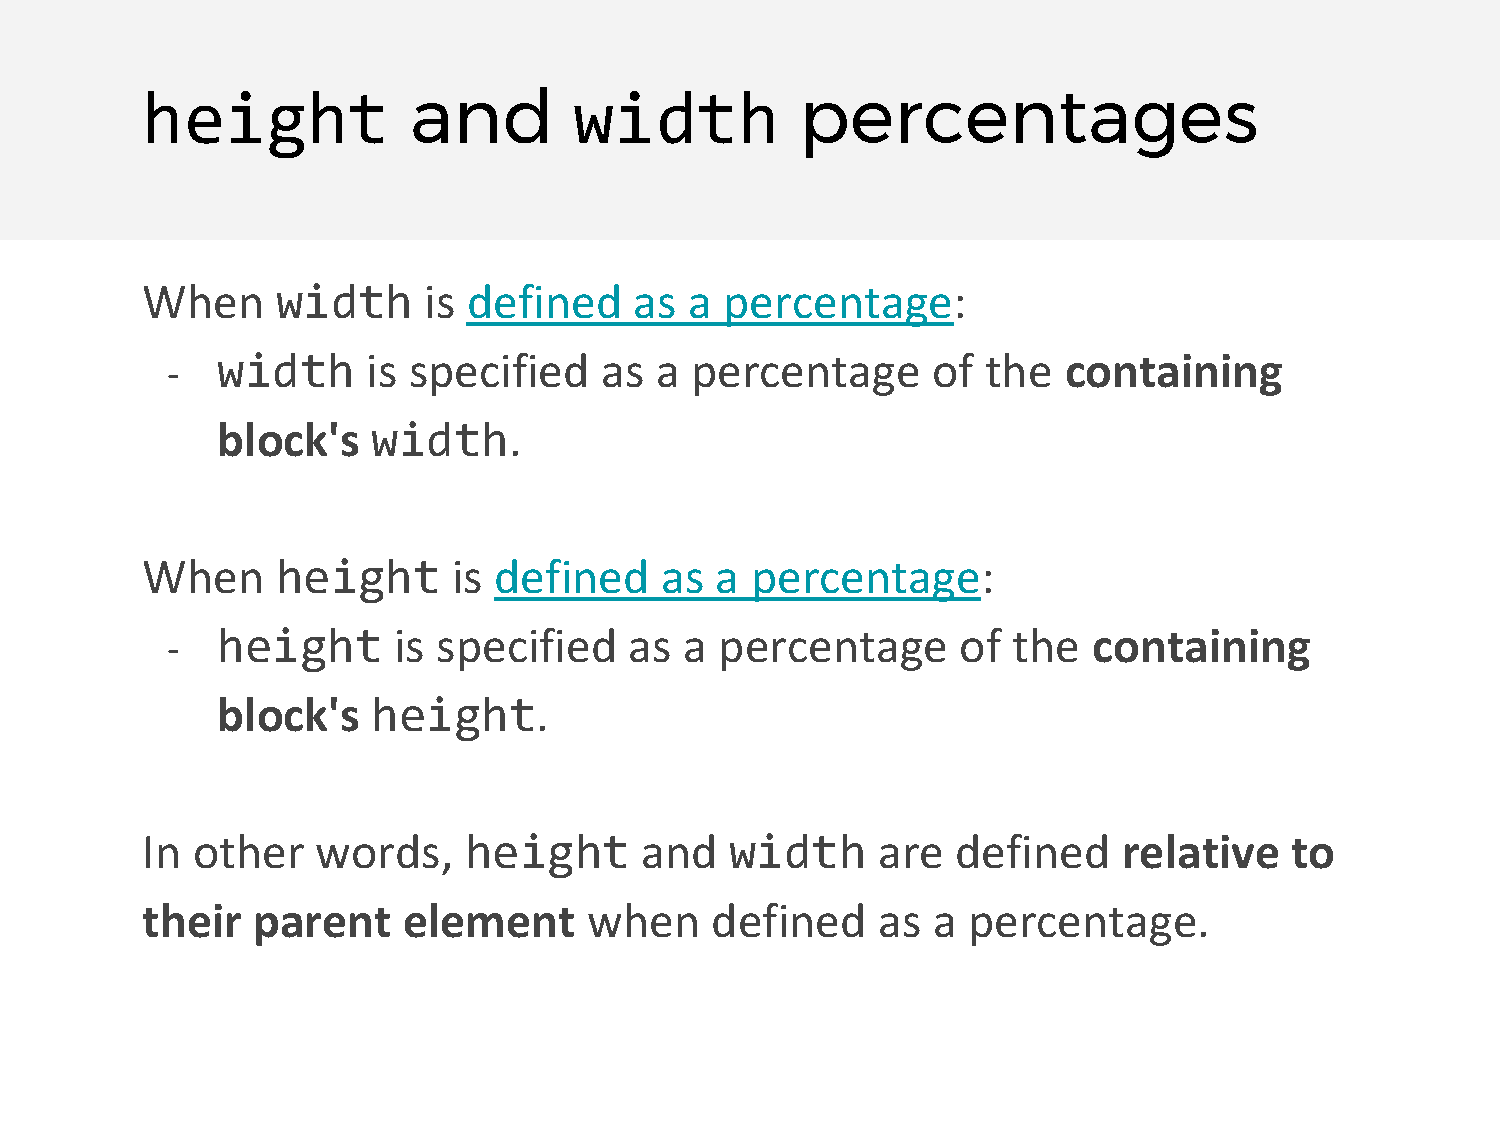 height and width percentages
When width is defined as a percentage:
- width is specified as a percentage of the containing
block's width.
When height is defined as a percentage:
- height is specified as a percentage of the containing
block's height.
In other words, height and width are defined relative to
their parent element when defined as a percentage.